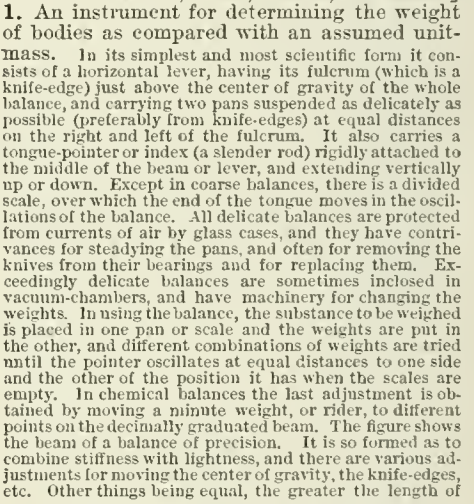 1. An instrument for determining the weight
of bodies as compared with an assumed unit-
mass. In its simplest and most scientific form it con-
sists of a horizontal lever, having its fulcrum (which is a
knife-edge) just above the center of gravity of the whole
balance, and carrying two pans suspended as delicately as
possible (preferably from knife-edges) at equal distances
on the right and left of the fulcrum. It also carries a
tongue-pointer or index (a slender rod) rigidly attached to
the middle of the beam or lever, and extending vertically
up or down. Except in coarse balances, there is a divided
scale, over which the end of the tongue moves in the oscil-
lations of the balance. All delicate balances are protected
from currents of air by glass cases, and they have contri-
vances for steadying the pans, and often for removing the
knives from their bearings and for replacing them. Ex-
ceedingly delicate balances are sometimes inclosed in
vacuum-chambers, and have machinery for changing the
weights. In using the balance, the substance to be weighed
is placed in one pan or scale and the weights are put in
the other, and different combinations of weights are tried
until the pointer oscillates at equal distances to one side
and the other of the position it has when the scales are
empty. In chemical balances the last adjustment is ob-
tained by moving a minute weight, or rider, to different
points on the decimally graduated beam. The figure shows
the beam of a balance of precision. It is so formed as to
combine stiffness with lightness, and there are various ad-
justments for moving the center of gravity, the knife-edges,
etc. Other things being equal, the greater the length of